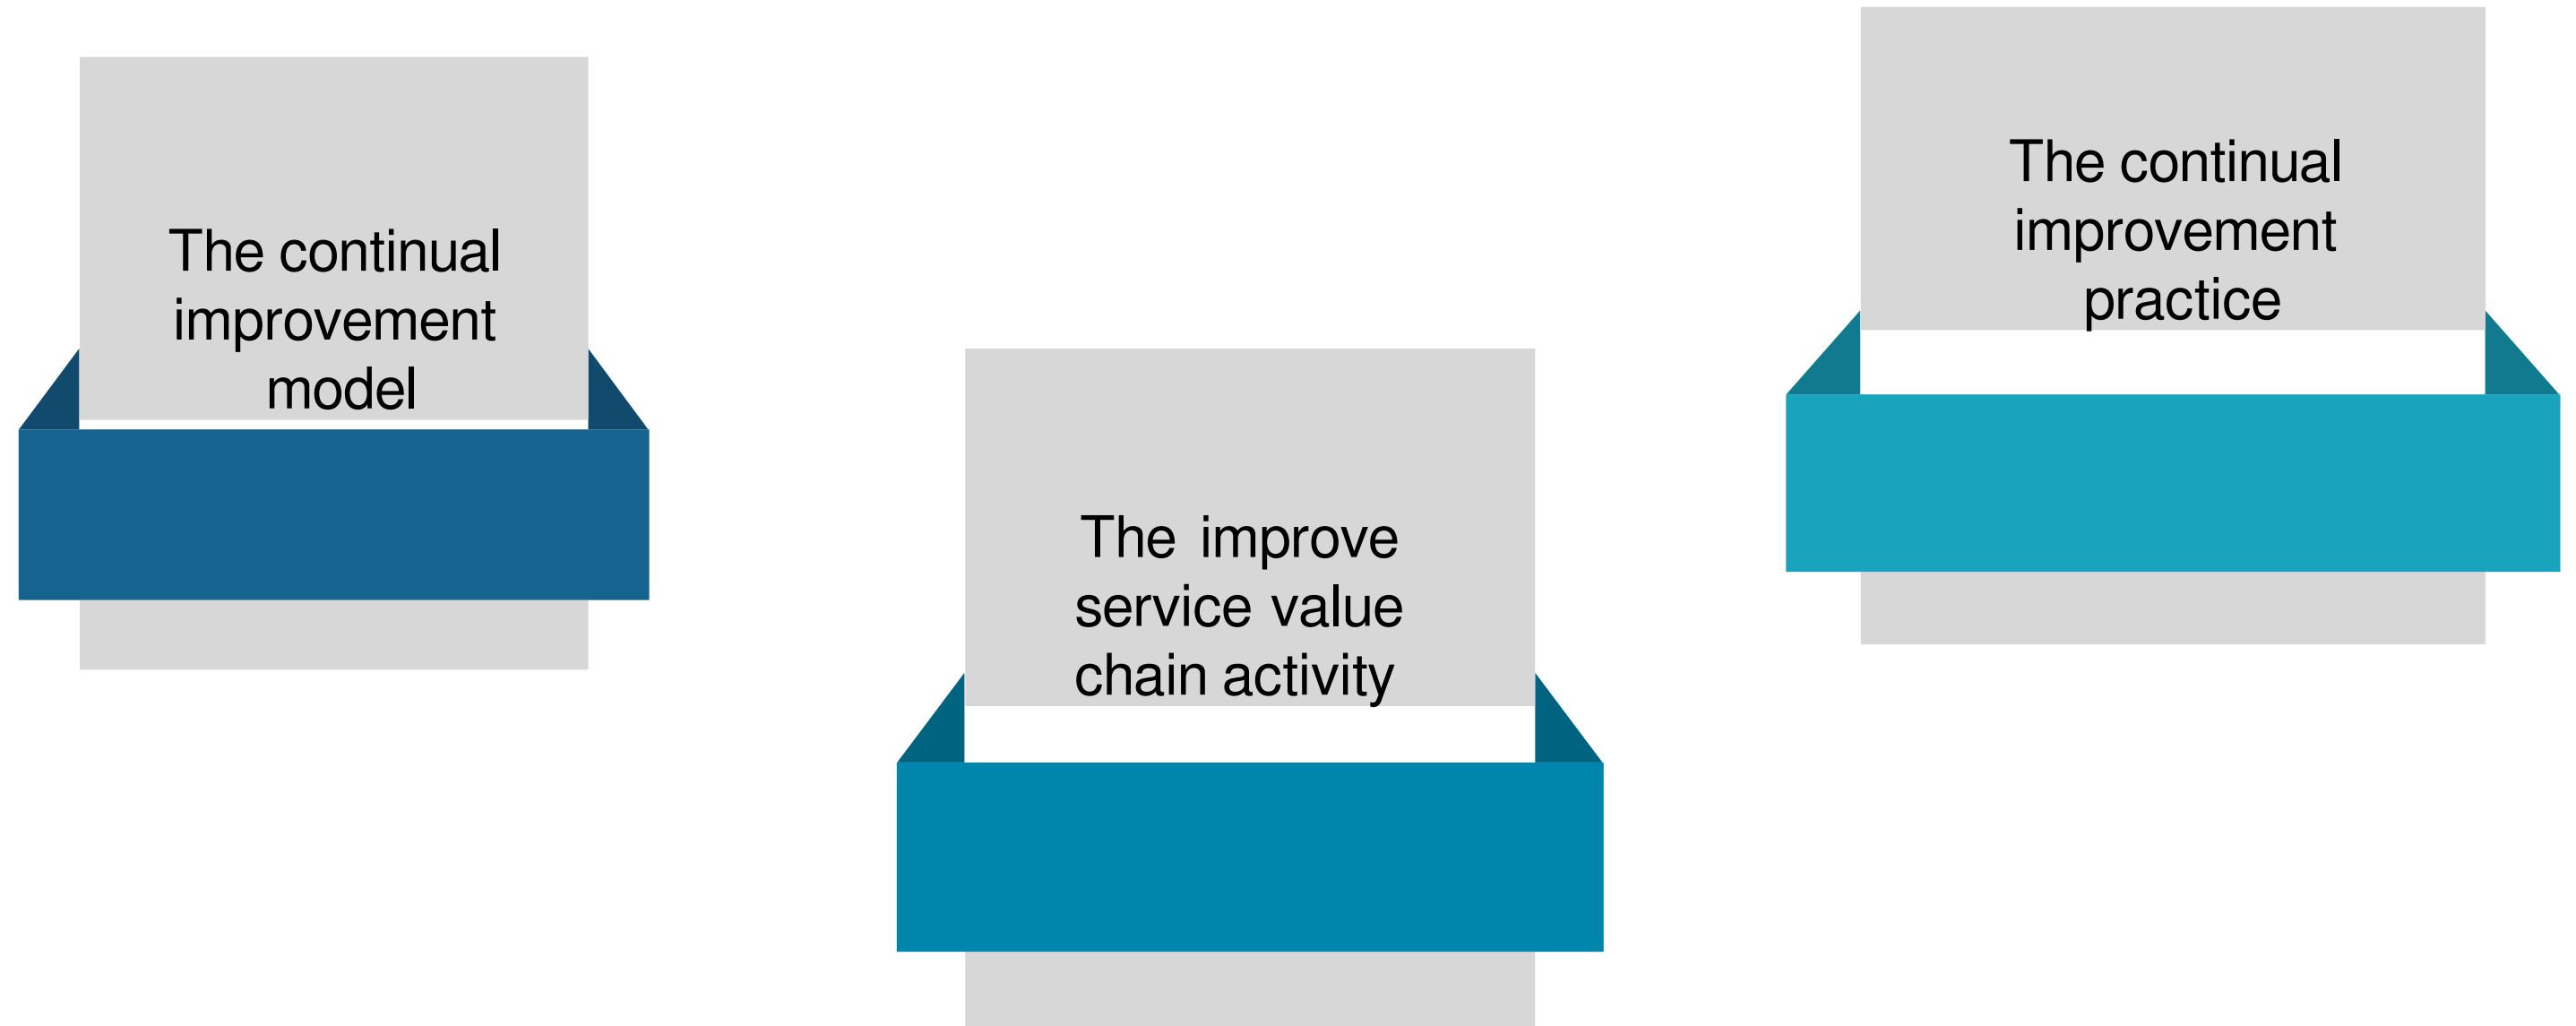 The continual
improvement
model
The improve
service value
chain activity
The continual
improvement
practice